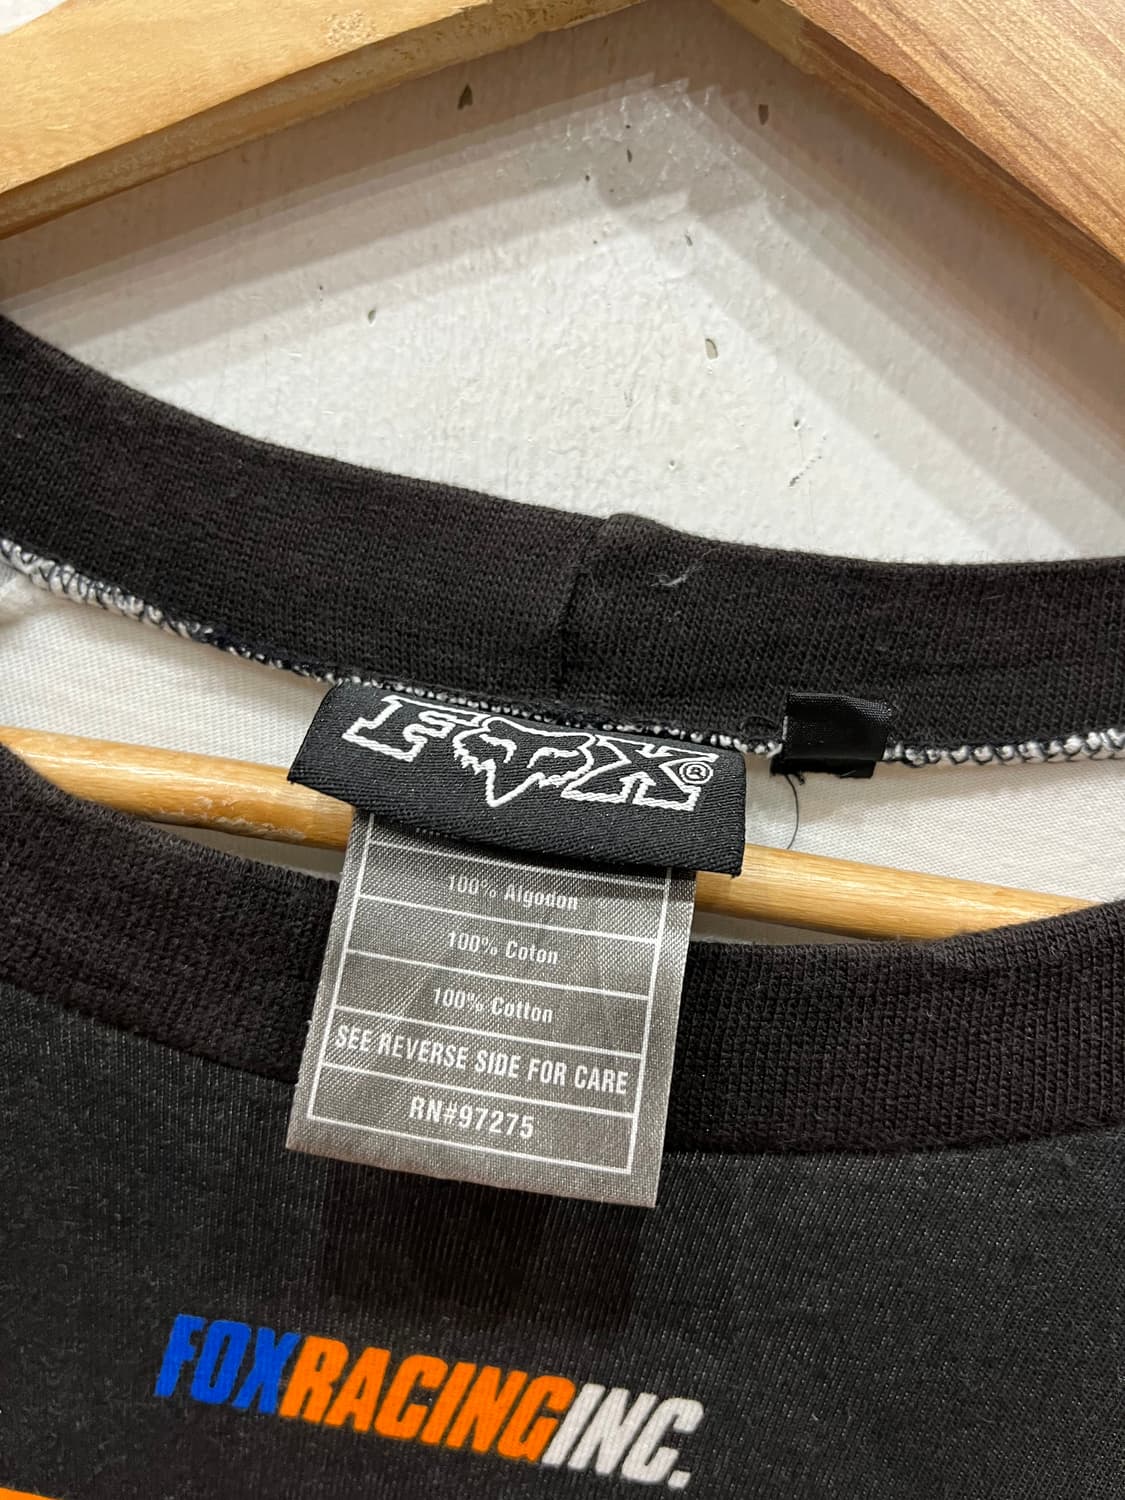 FOX®
100% Algodon
100% Coton
100% Cotton
SEE REVERSE SIDE FOR CARE
RN#97275
FOXRACINGINC.